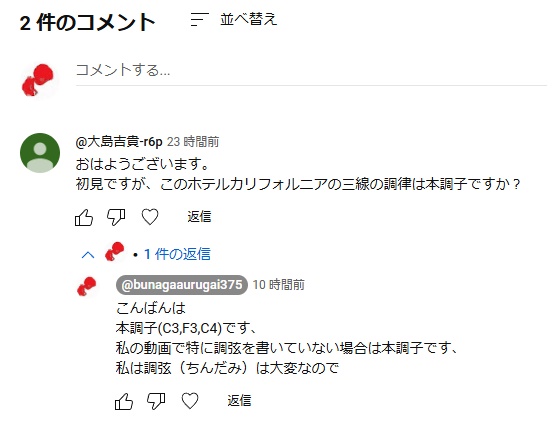 2 件のコメント 並べ替え
コメントする...
@大島吉貴-r6p 23 時間前
おはようございます。
初見ですが、このホテルカリフォルニアの三線の調律は本調子ですか？
返信
• 1 件の返信
@bunagaaurugai375 10 時間前
こんばんは
本調子(C3,F3,C4)です、
私の動画で特に調弦を書いていない場合は本調子です、
私は調弦（ちんだみ）は大変なので
返信